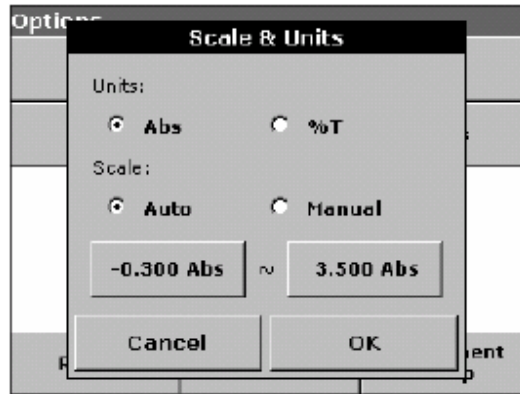 Scale & Units
Units:
Abs %T
Scale:
Auto Manual
-0.300 Abs ~ 3.500 Abs
Cancel OK